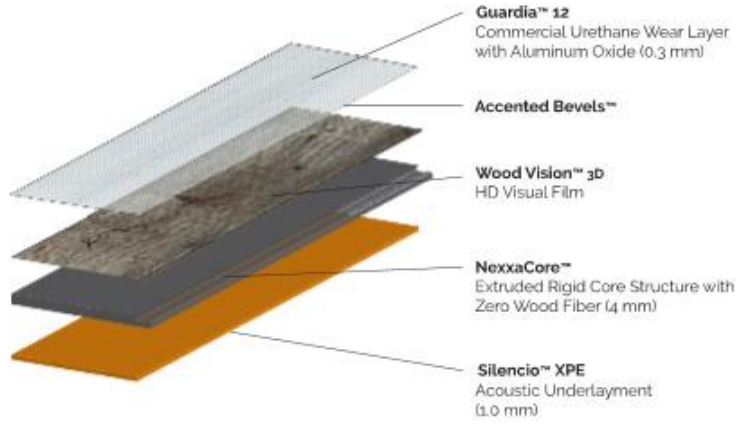 Guardia™ 12
Commercial Urethane Wear Layer
with Aluminum Oxide (0.3 mm)
Accented Bevels™
Wood Vision™ 3D
HD Visual Film
NexxaCore™
Extruded Rigid Core Structure with
Zero Wood Fiber (4 mm)
Silencio™ XPE
Acoustic Underlayment
(1.0 mm)